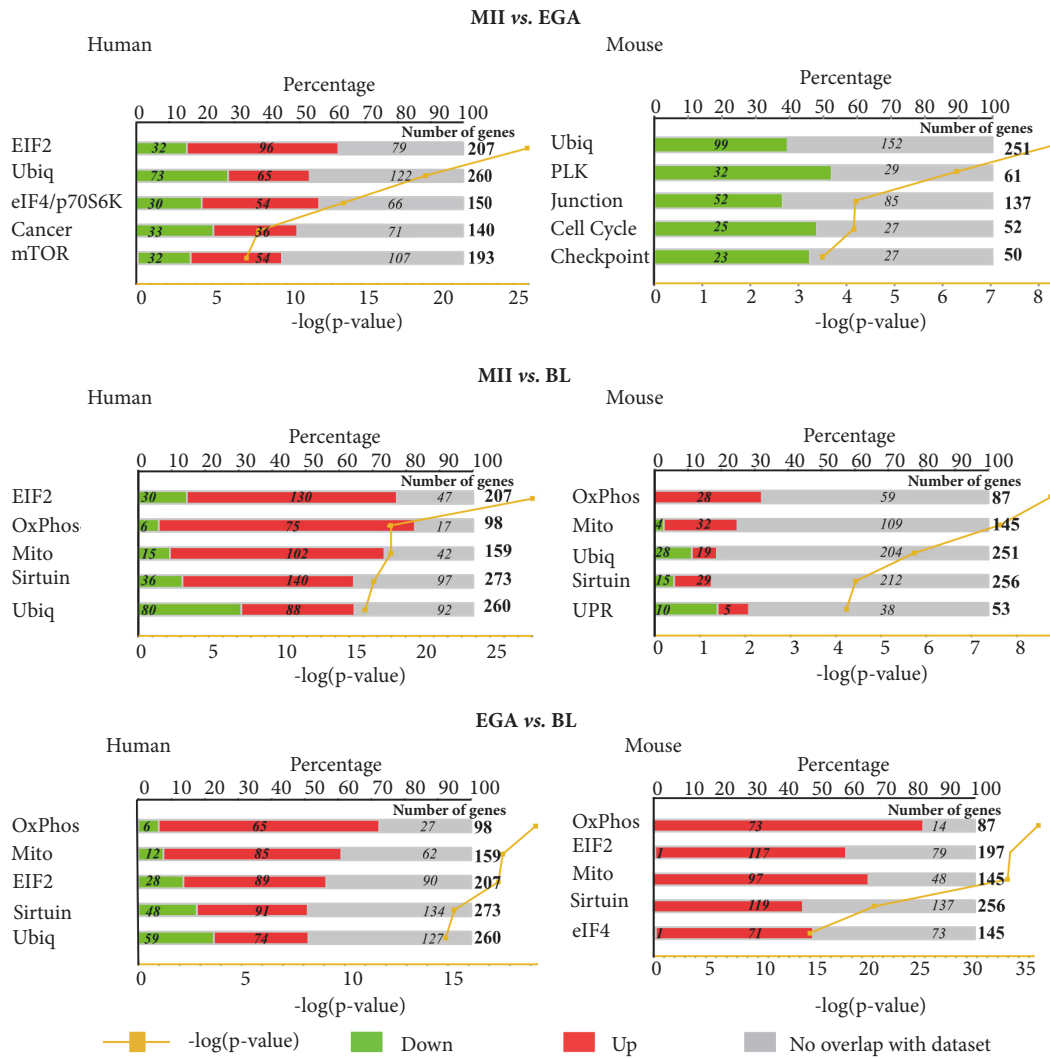 MII vs. EGA
Human
Mouse
Percentage
0 10 20 30 40 50 60 70 80 90 100
Number of genes
EIF2 32 96 79 207
Ubiq 73 65 122 260
eIF4/p70S6K 30 54 66 150
Cancer 33 36 71 140
mTOR 32 54 107 193
0 5 10 15 20 25
-log(p-value)
Percentage
0 10 20 30 40 50 60 70 80 90 100
Number of genes
Ubiq 99 152 251
PLK 32 29 61
Junction 52 85 137
Cell Cycle 25 27 52
Checkpoint 23 27 50
0 1 2 3 4 5 6 7 8
-log(p-value)
MII vs. BL
Human
Mouse
Percentage
0 10 20 30 40 50 60 70 80 90 100
Number of genes
EIF2 30 130 47 207
OxPhos 6 75 17 98
Mito 15 102 42 159
Sirtuin 36 140 97 273
Ubiq 80 88 92 260
0 5 10 15 20 25
-log(p-value)
Percentage
0 10 20 30 40 50 60 70 80 90 100
Number of genes
OxPhos 28 59 87
Mito 4 32 109 145
Ubiq 28 19 204 251
Sirtuin 15 29 212 256
UPR 10 5 38 53
0 1 2 3 4 5 6 7 8
-log(p-value)
EGA vs. BL
Human
Mouse
Percentage
0 10 20 30 40 50 60 70 80 90 100
Number of genes
OxPhos 6 65 27 98
Mito 12 85 62 159
EIF2 28 89 90 207
Sirtuin 48 91 134 273
Ubiq 59 74 127 260
0 5 10 15
-log(p-value)
Percentage
0 10 20 30 40 50 60 70 80 90 100
Number of genes
OxPhos 73 14 87
EIF2 1 117 79 197
Mito 97 48 145
Sirtuin 119 137 256
eIF4 1 71 73 145
0 5 10 15 20 25 30 35
-log(p-value)
-log(p-value) Down Up No overlap with dataset